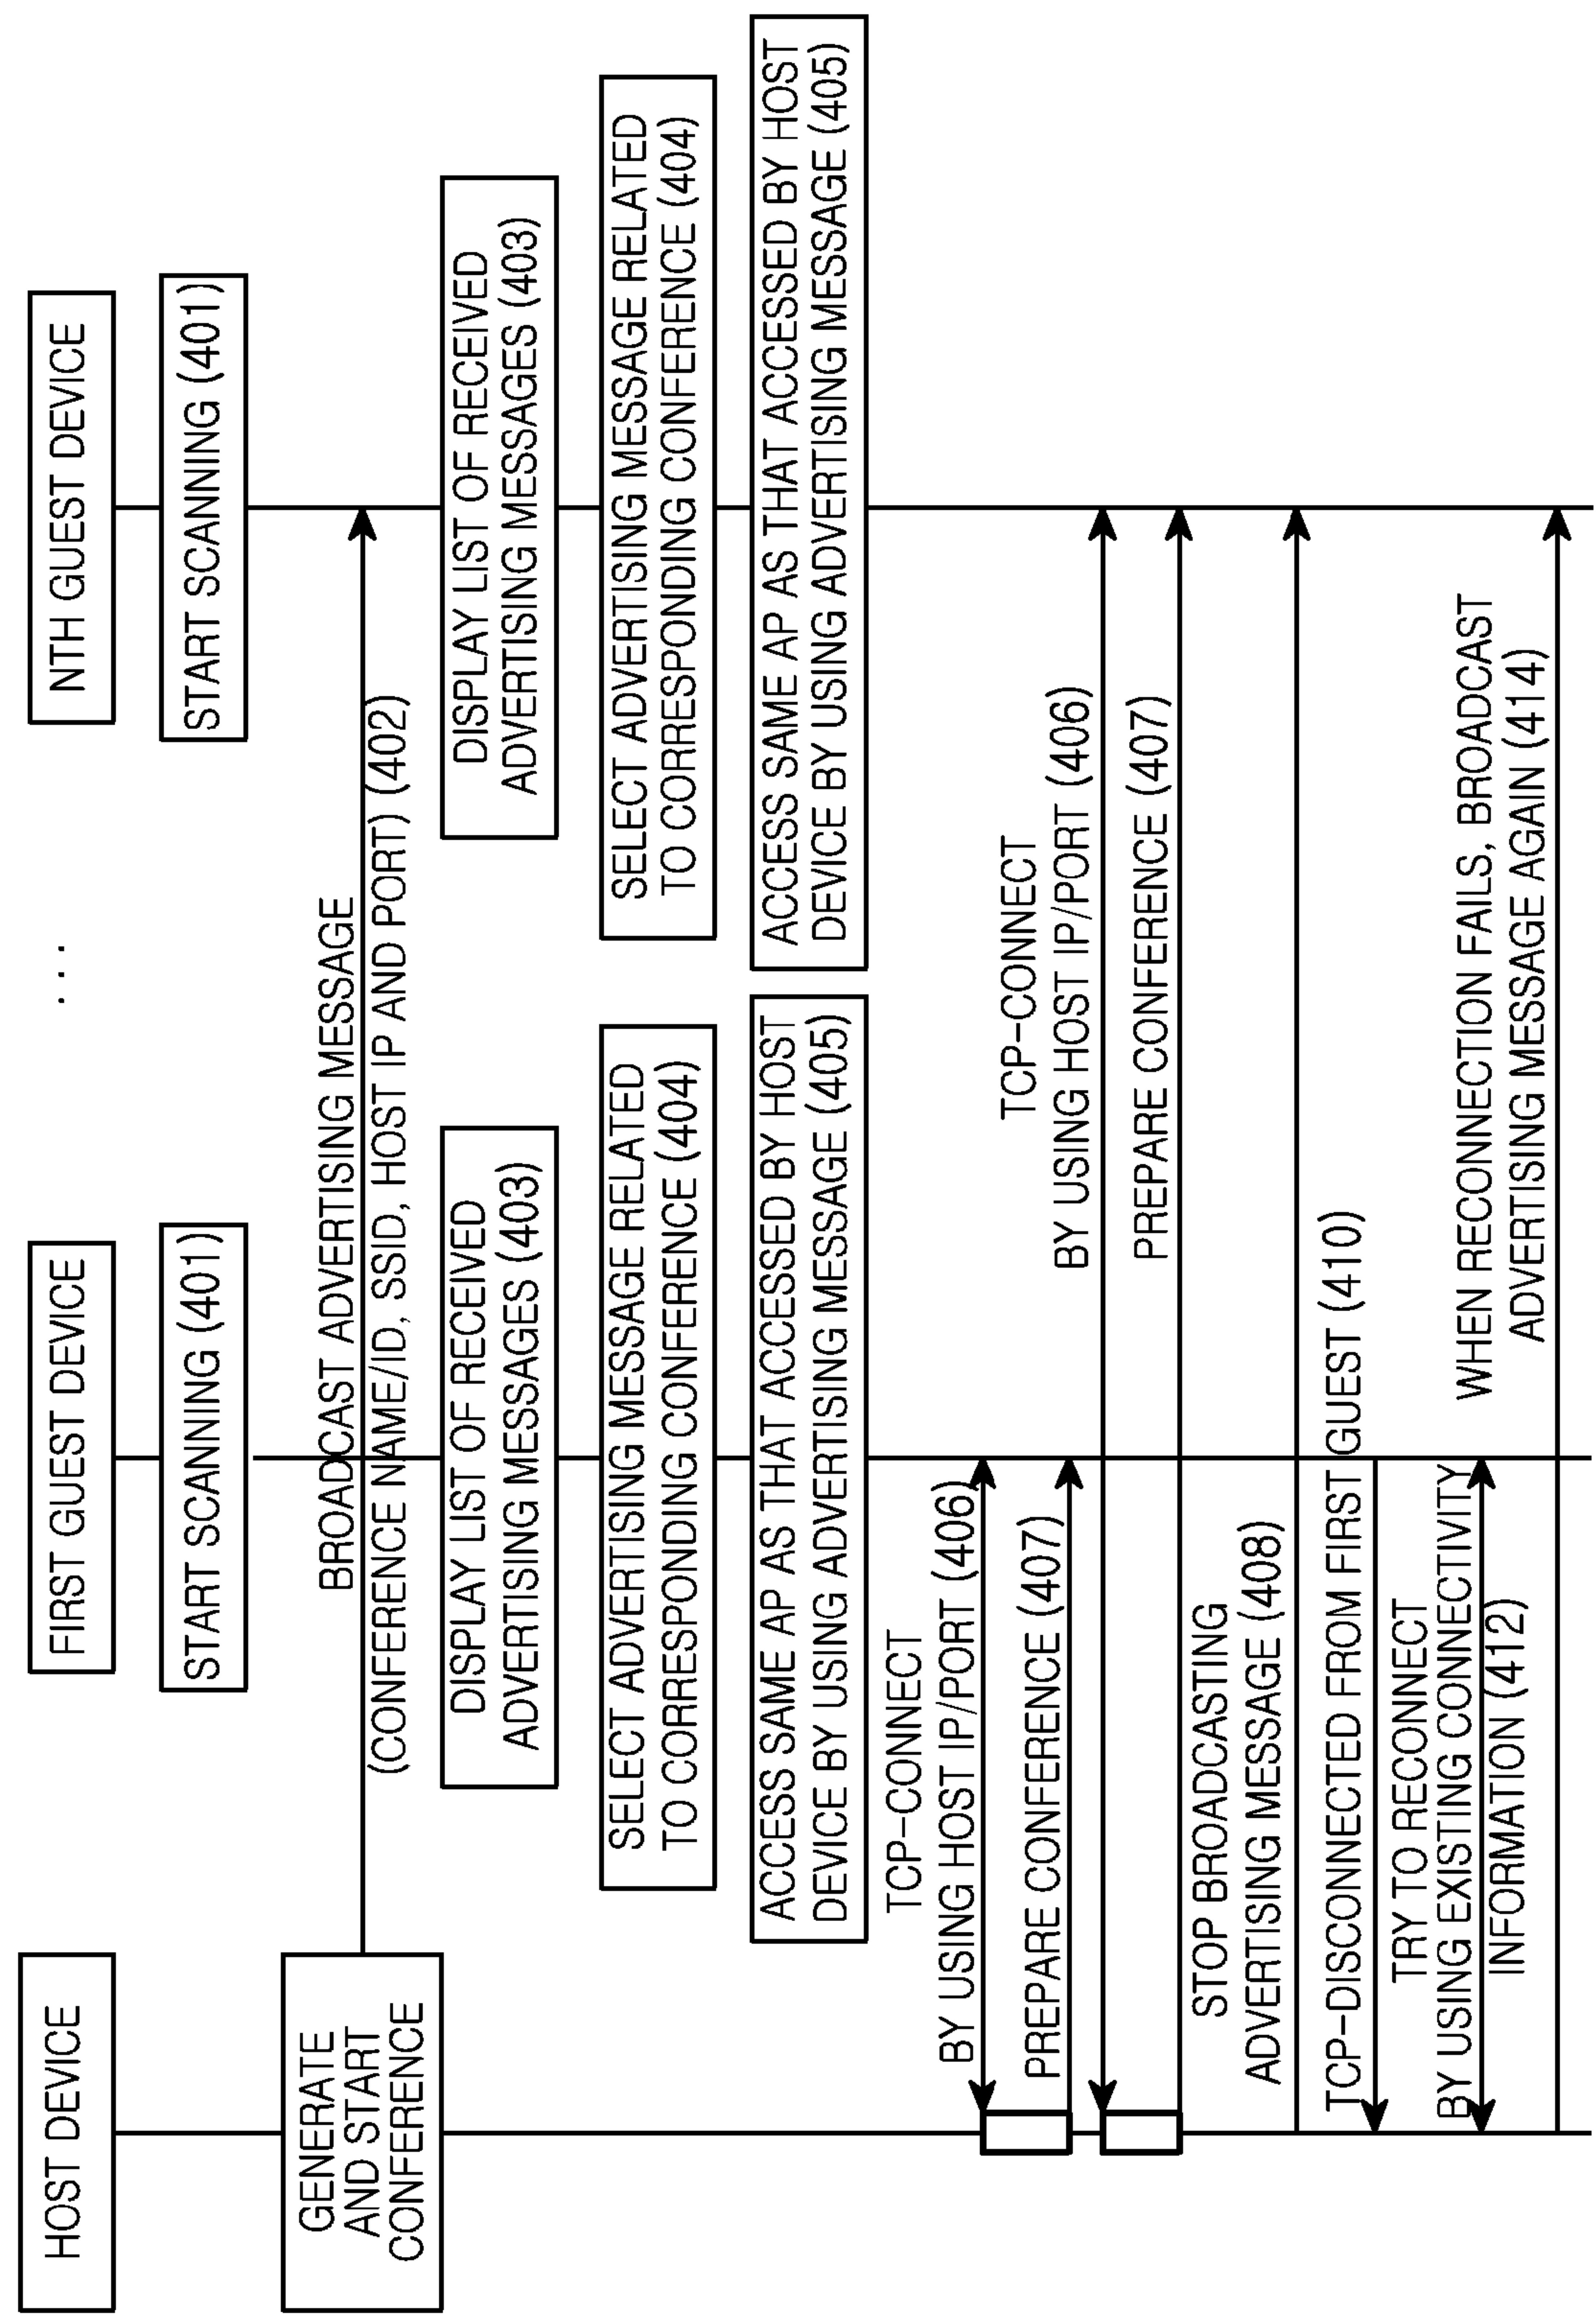 HOST DEVICE
FIRST GUEST DEVICE
. . .
NTH GUEST DEVICE
START SCANNING (401)
START SCANNING (401)
GENERATE
AND START
CONFERENCE
BROADCAST ADVERTISING MESSAGE
(CONFERENCE NAME/ID, SSID, HOST IP AND PORT) (402)
DISPLAY LIST OF RECEIVED
ADVERTISING MESSAGES (403)
DISPLAY LIST OF RECEIVED
ADVERTISING MESSAGES (403)
SELECT ADVERTISING MESSAGE RELATED
TO CORRESPONDING CONFERENCE (404)
SELECT ADVERTISING MESSAGE RELATED
TO CORRESPONDING CONFERENCE (404)
ACCESS SAME AP AS THAT ACCESSED BY HOST
DEVICE BY USING ADVERTISING MESSAGE (405)
ACCESS SAME AP AS THAT ACCESSED BY HOST
DEVICE BY USING ADVERTISING MESSAGE (405)
TCP-CONNECT
BY USING HOST IP/PORT (406)
PREPARE CONFERENCE (407)
TCP-CONNECT
BY USING HOST IP/PORT (406)
PREPARE CONFERENCE (407)
STOP BROADCASTING
ADVERTISING MESSAGE (408)
TCP-DISCONNECTED FROM FIRST GUEST (410)
TRY TO RECONNECT
BY USING EXISTING CONNECTIVITY
INFORMATION (412)
WHEN RECONNECTION FAILS, BROADCAST
ADVERTISING MESSAGE AGAIN (414)